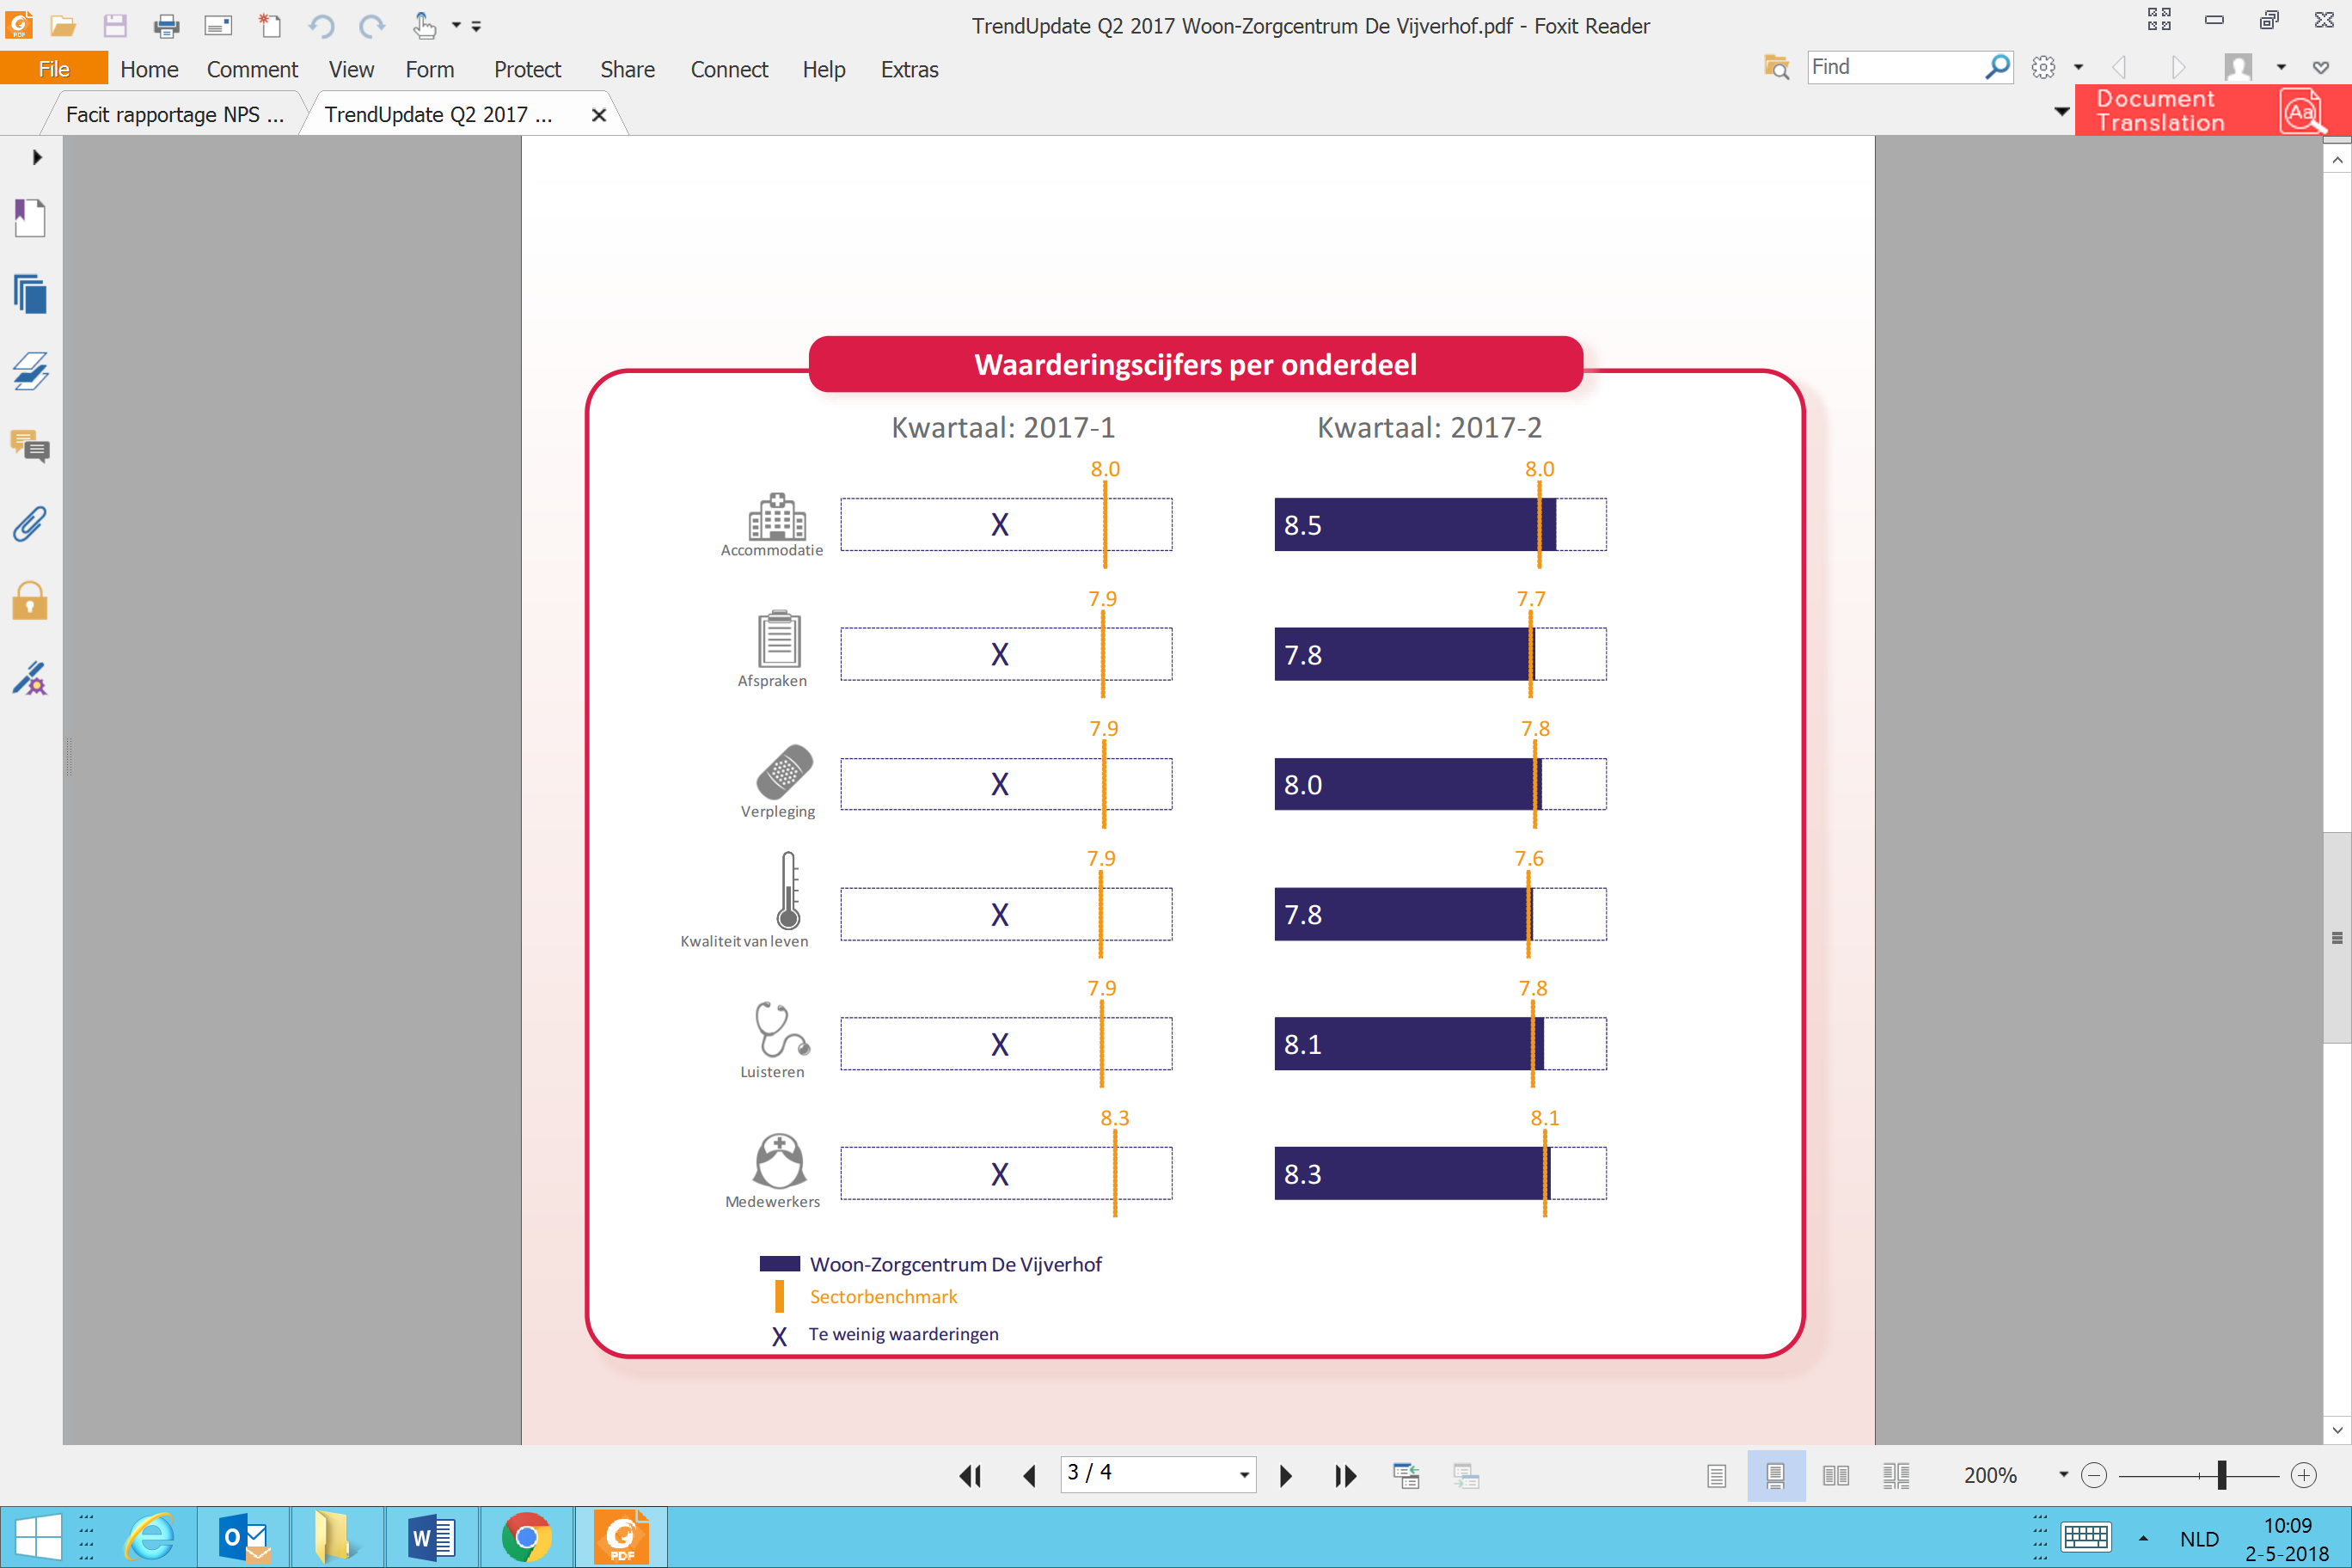 TrendUpdate Q2 2017 Woon-Zorgcentrum De Vijverhof.pdf - Foxit Reader
File Home Comment View Form Protect Share Connect Help Extras
Find
Facit rapportage NPS ...
TrendUpdate Q2 2017 ...
Document
Translation
Waarderingscijfers per onderdeel
Kwartaal: 2017-1 Kwartaal: 2017-2
8.0 8.0
X 8.5
Accommodatie
7.9 7.7
X 7.8
Afspraken
7.9 7.8
X 8.0
Verpleging
7.9 7.6
X 7.8
Kwaliteit van leven
7.9 7.8
X 8.1
Luisteren
8.3 8.1
X 8.3
Medewerkers
Woon-Zorgcentrum De Vijverhof
Sectorbenchmark
X Te weinig waarderingen
3 / 4
200%
NLD
10:09
2-5-2018